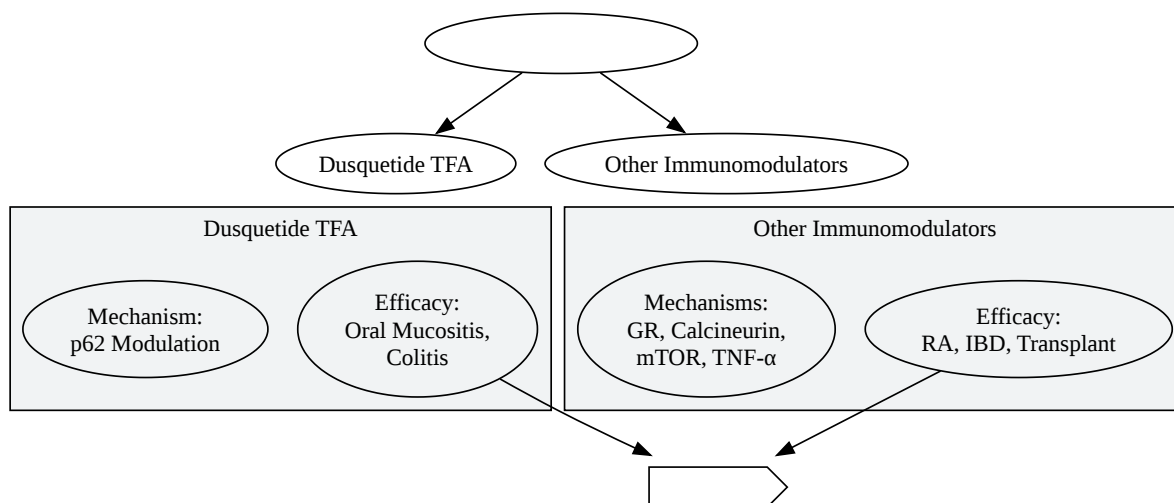 Dusquetide TFA
Other Immunomodulators
Dusquetide TFA
Mechanism:
p62 Modulation
Efficacy:
Oral Mucositis,
Colitis
Other Immunomodulators
Mechanisms:
GR, Calcineurin,
mTOR, TNF-α
Efficacy:
RA, IBD, Transplant